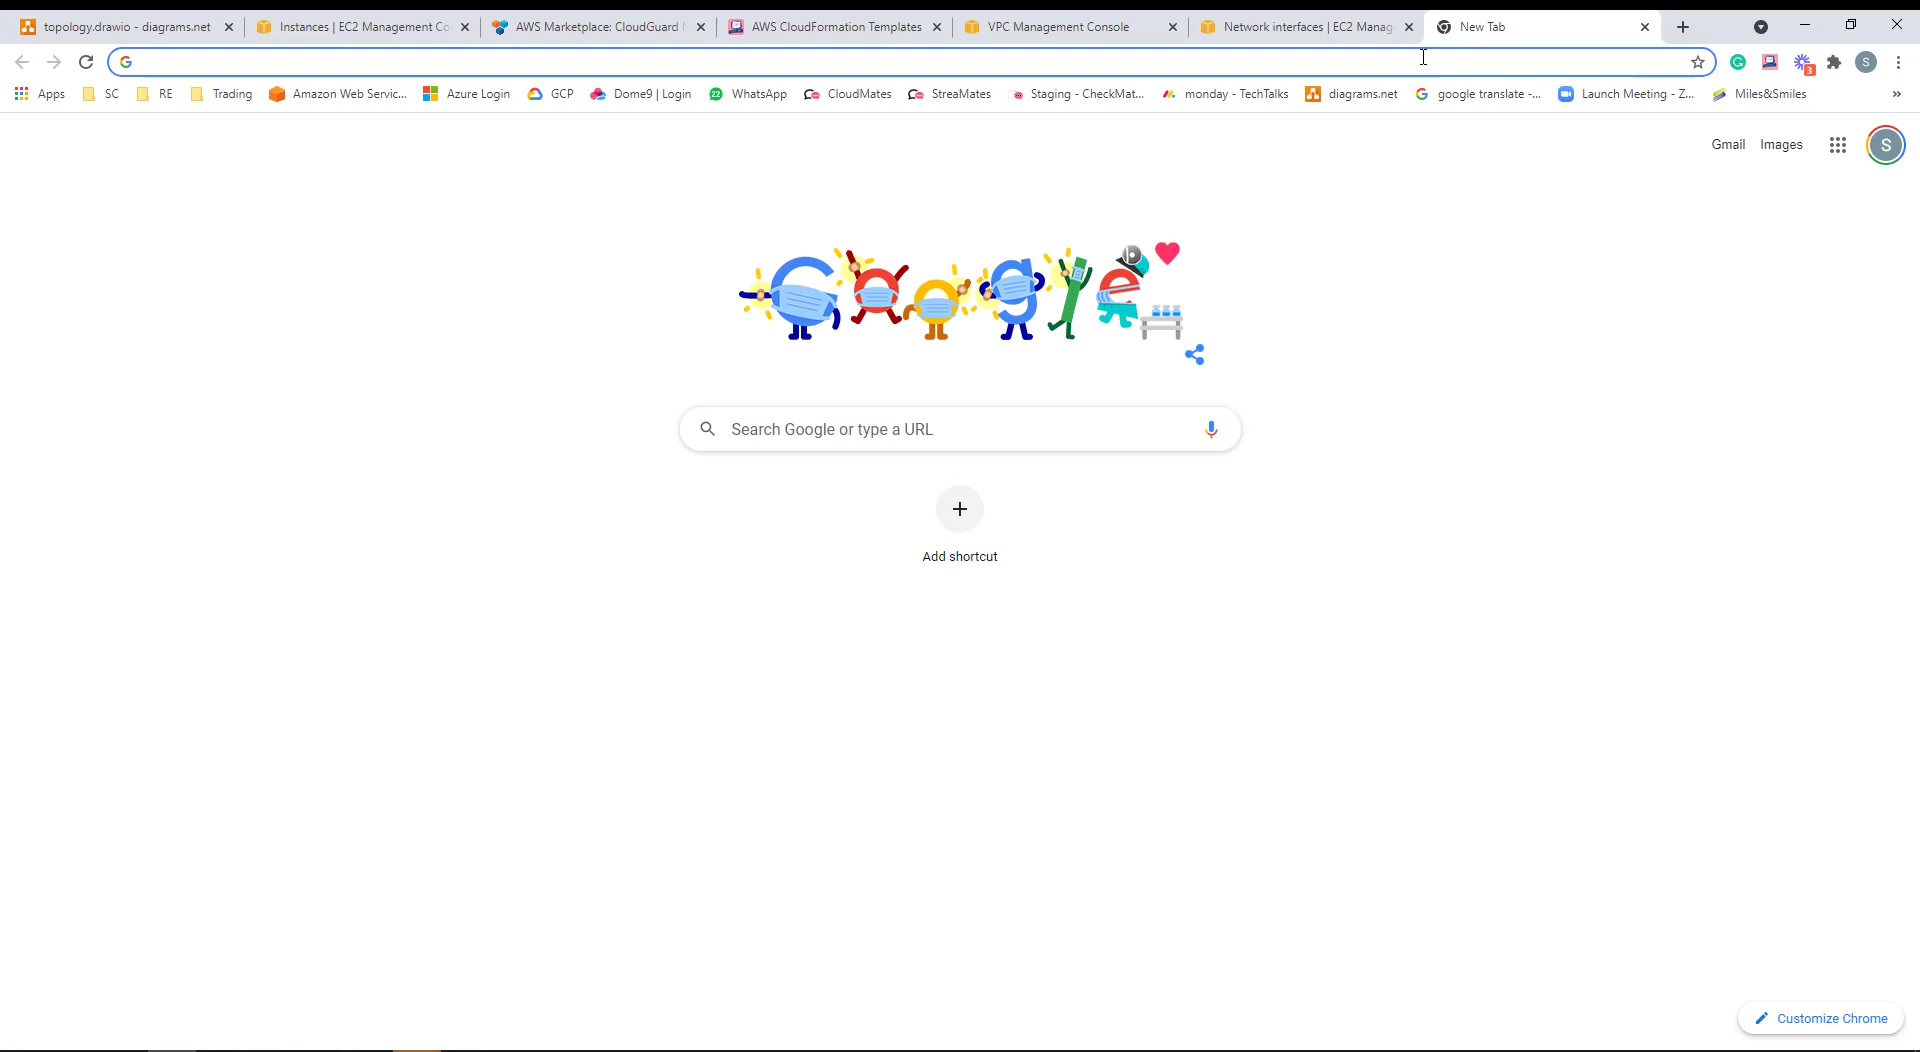 topology.drawio - diagrams.net
Instances | EC2 Management Co
AWS Marketplace: CloudGuard
AWS CloudFormation Templates
VPC Management Console
Network interfaces | EC2 Manag
New Tab
S
3
Apps
SC
RE
Trading
Amazon Web Servic...
Azure Login
GCP
Dome9 | Login
22
WhatsApp
CloudMates
StreaMates
Staging - CheckMat...
monday - TechTalks
diagrams.net
google translate -...
Launch Meeting - Z...
Miles&Smiles
»
Gmail
Images
S
Google
Search Google or type a URL
Add shortcut
Customize Chrome